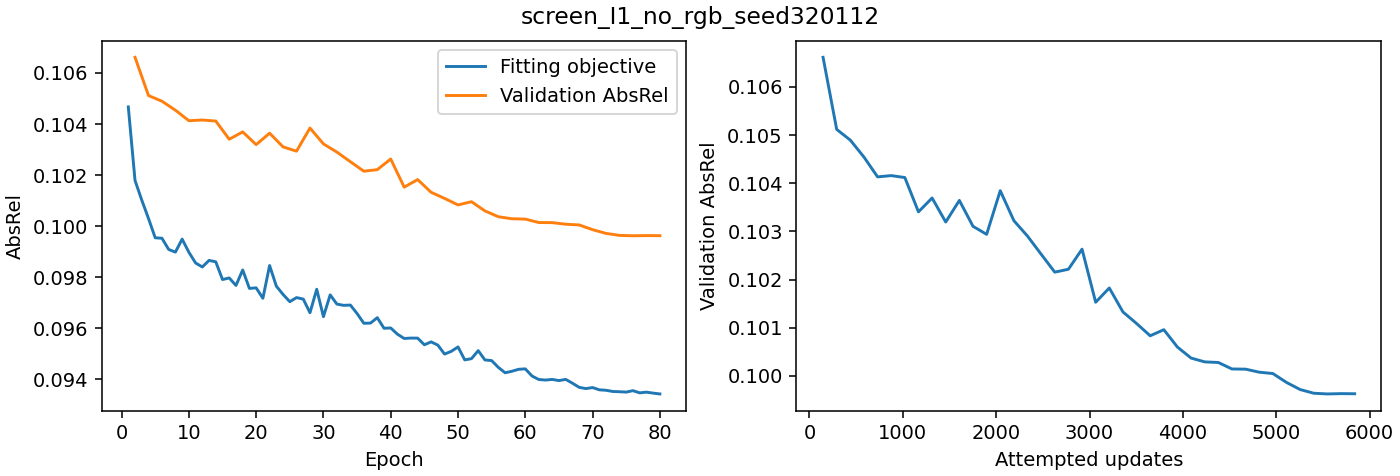 screen_l1_no_rgb_seed320112
AbsRel
0.106
0.104
0.102
0.100
0.098
0.096
0.094
Fitting objective
Validation AbsRel
0 10 20 30 40 50 60 70 80
Epoch
Validation AbsRel
0.106
0.105
0.104
0.103
0.102
0.101
0.100
0 1000 2000 3000 4000 5000 6000
Attempted updates